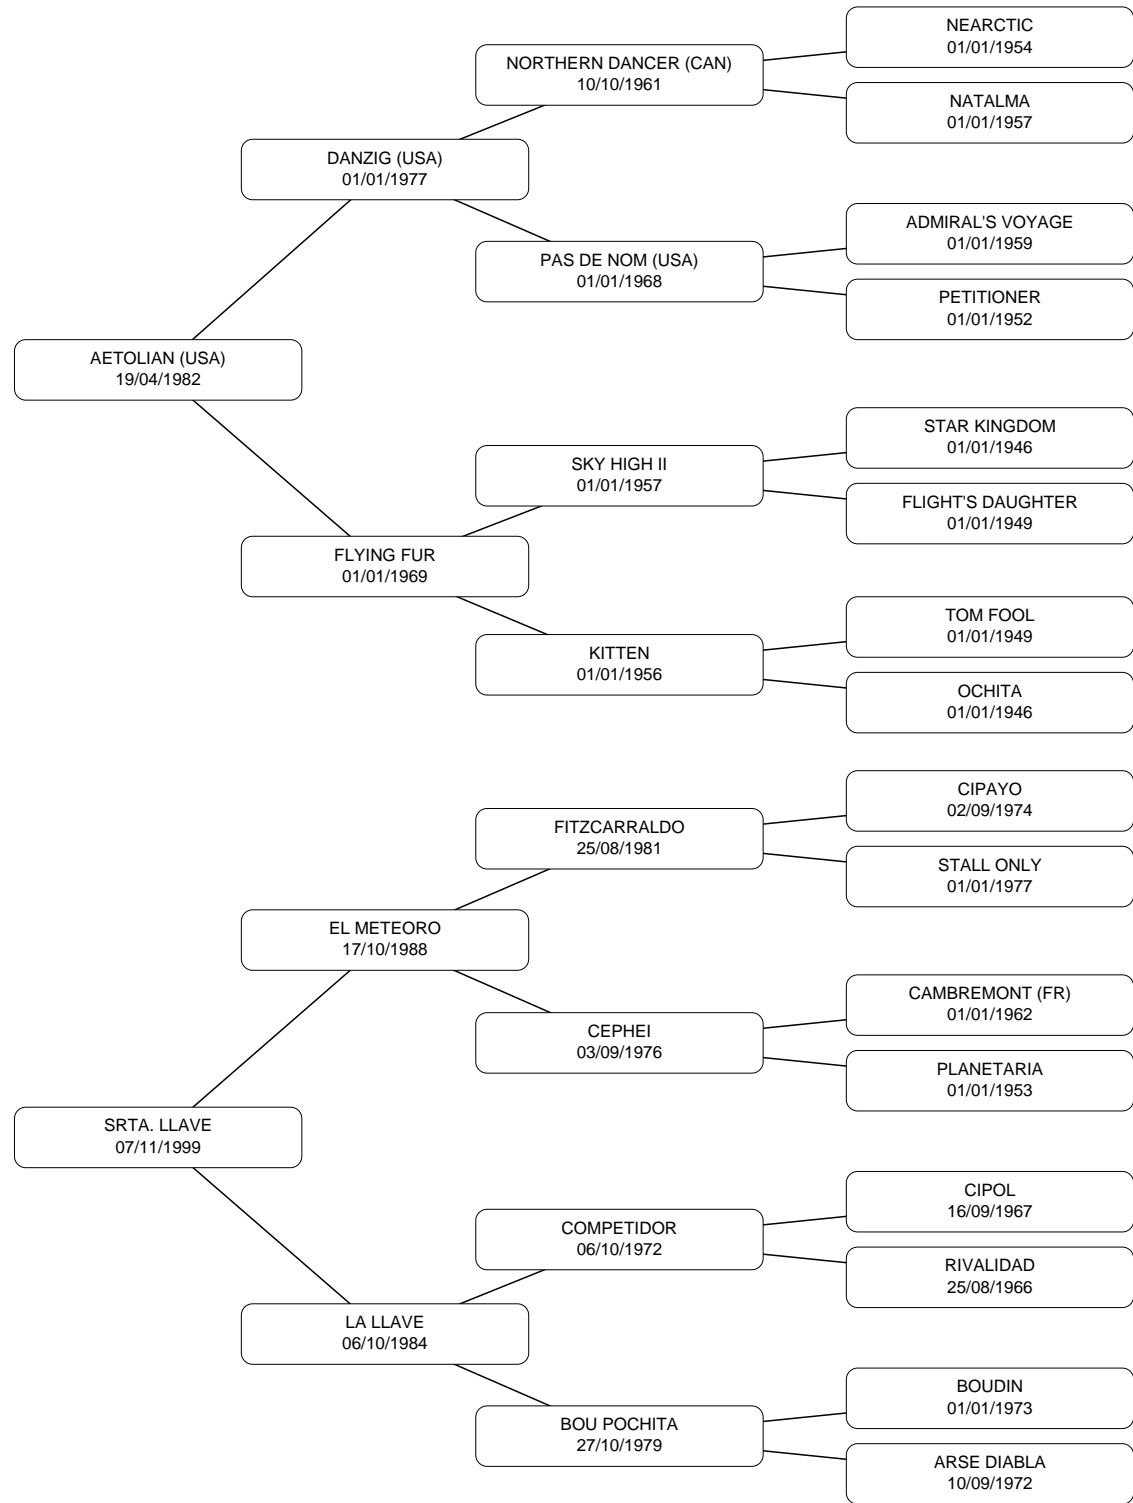 NEARCTIC
01/01/1954
NORTHERN DANCER (CAN)
10/10/1961
NATALMA
01/01/1957
DANZIG (USA)
01/01/1977
ADMIRAL'S VOYAGE
01/01/1959
PAS DE NOM (USA)
01/01/1968
PETITIONER
01/01/1952
AETOLIAN (USA)
19/04/1982
STAR KINGDOM
01/01/1946
SKY HIGH II
01/01/1957
FLIGHT'S DAUGHTER
01/01/1949
FLYING FUR
01/01/1969
TOM FOOL
01/01/1949
KITTEN
01/01/1956
OCHITA
01/01/1946
CIPAYO
02/09/1974
FITZCARRALDO
25/08/1981
STALL ONLY
01/01/1977
EL METEORO
17/10/1988
CAMBREMONT (FR)
01/01/1962
CEPHEI
03/09/1976
PLANETARIA
01/01/1953
SRTA. LLAVE
07/11/1999
CIPOL
16/09/1967
COMPETIDOR
06/10/1972
RIVALIDAD
25/08/1966
LA LLAVE
06/10/1984
BOUDIN
01/01/1973
BOU POCHITA
27/10/1979
ARSE DIABLA
10/09/1972